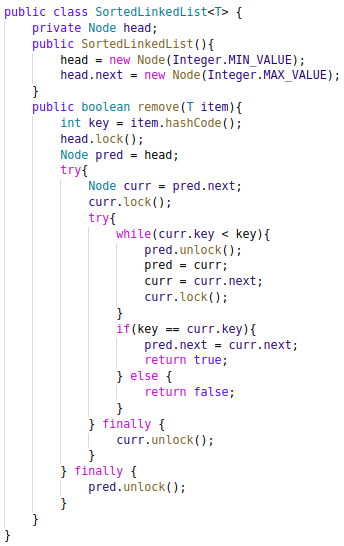 public class SortedLinkedList<T> {
    private Node head;
    public SortedLinkedList(){
        head = new Node(Integer.MIN_VALUE);
        head.next = new Node(Integer.MAX_VALUE);
    }
    public boolean remove(T item){
        int key = item.hashCode();
        head.lock();
        Node pred = head;
        try{
            Node curr = pred.next;
            curr.lock();
            try{
                while(curr.key < key){
                    pred.unlock();
                    pred = curr;
                    curr = curr.next;
                    curr.lock();
                }
                if(key == curr.key){
                    pred.next = curr.next;
                    return true;
                } else {
                    return false;
                }
            } finally {
                curr.unlock();
            }
        } finally {
            pred.unlock();
        }
    }
}